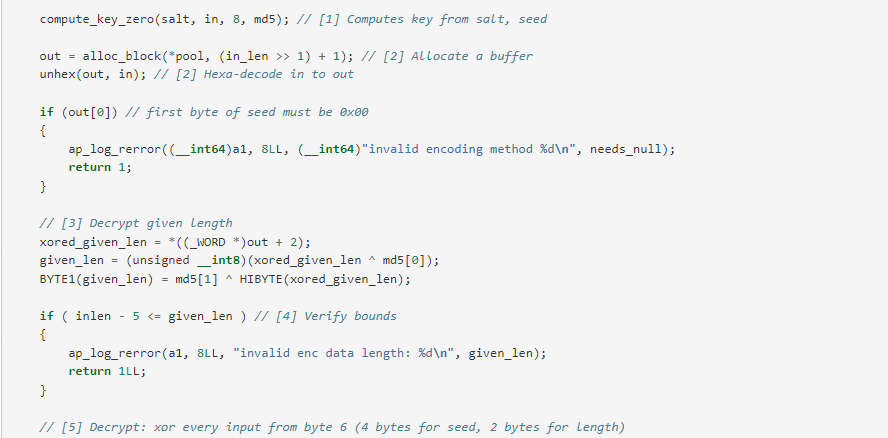 compute_key_zero(salt, in, 8, md5); // [1] Computes key from salt, seed
out = alloc_block(*pool, (in_len >> 1) + 1); // [2] Allocate a buffer
unhex(out, in); // [2] Hexa-decode in to out
if (out[0]) // first byte of seed must be 0x00
{
ap_log_rerror((__int64)a1, 8LL, (__int64)"invalid encoding method %d\n", needs_null);
return 1;
}
// [3] Decrypt given length
xored_given_len = *((_WORD *)out + 2);
given_len = (unsigned __int8)(xored_given_len ^ md5[0]);
BYTE1(given_len) = md5[1] ^ HIBYTE(xored_given_len);
if ( inlen - 5 <= given_len ) // [4] Verify bounds
{
ap_log_rerror(a1, 8LL, "invalid enc data length: %d\n", given_len);
return 1LL;
}
// [5] Decrypt: xor every input from byte 6 (4 bytes for seed, 2 bytes for length)